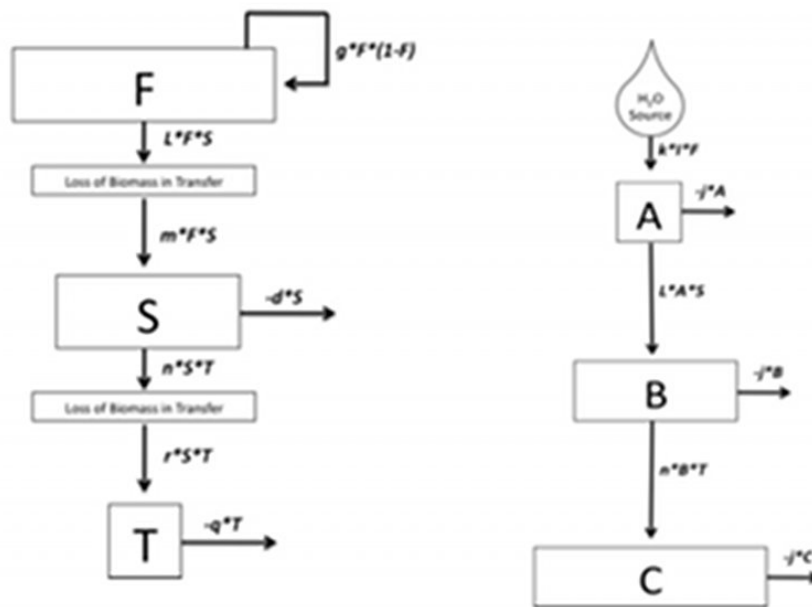 F
g*F*(1-F)
L*F*S
Loss of Biomass in Transfer
m*F*S
S
-d*S
n*S*T
Loss of Biomass in Transfer
r*S*T
T
-q*T
H₂O
Source
k*I*F
A
-j*A
L*A*S
B
-j*B
n*B*T
C
-j*C